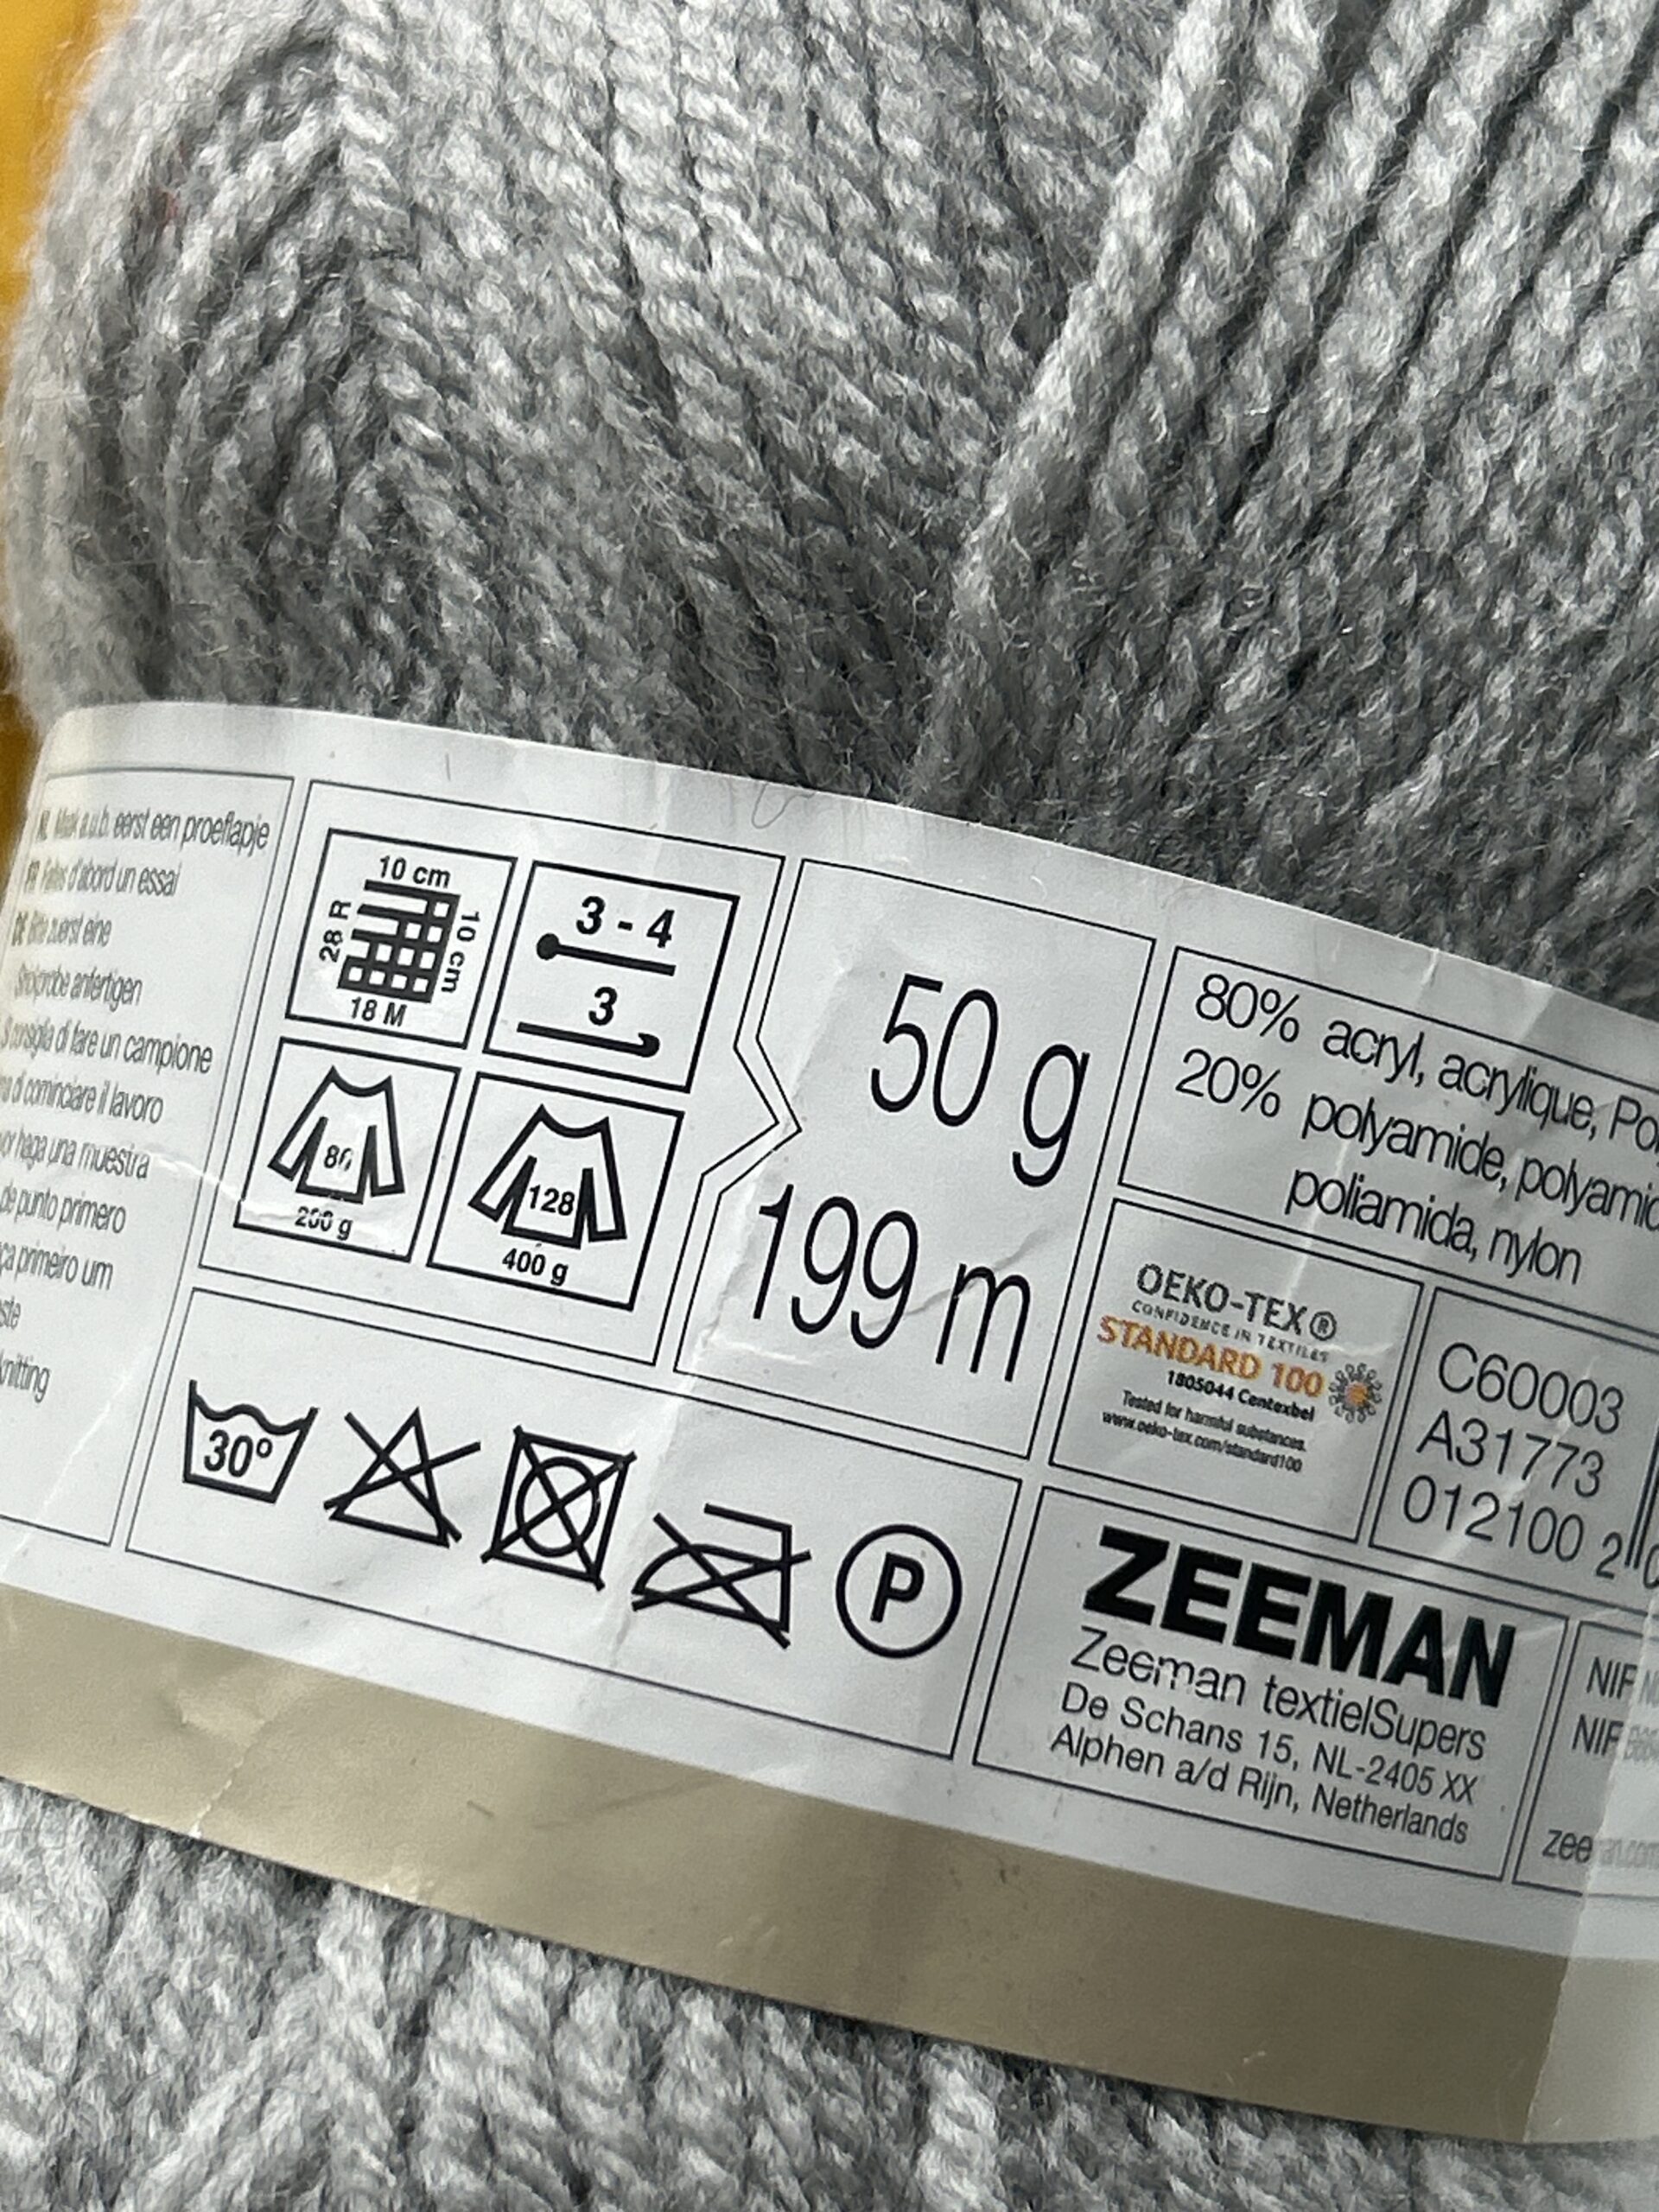 Maak a.u.b. eerst een proeflapje
FR Faites d'abord un essai
DE Bitte zuerst eine
anfertigen
consiglia di fare un campione
di cominciare il lavoro
haga una muestra
de punto primero
primeiro um
knitting
10 cm
28 R
10 cm
18 M
3 - 4
3
80
200 g
128
400 g
50 g
199 m
80% acryl, acrylique,
20% polyamide,
poliamida, nylon
OEKO-TEX®
CONFIDENCE IN TEXTILES
STANDARD 100
1805044 Centexbel
Tested for harmful substances.
www.oeko-tex.com/standard100
C60003
A31773
012100 2
30°
P
ZEEMAN
Zeeman textielSupers
De Schans 15, NL-2405 XX
Alphen a/d Rijn, Netherlands
NIF
NIF